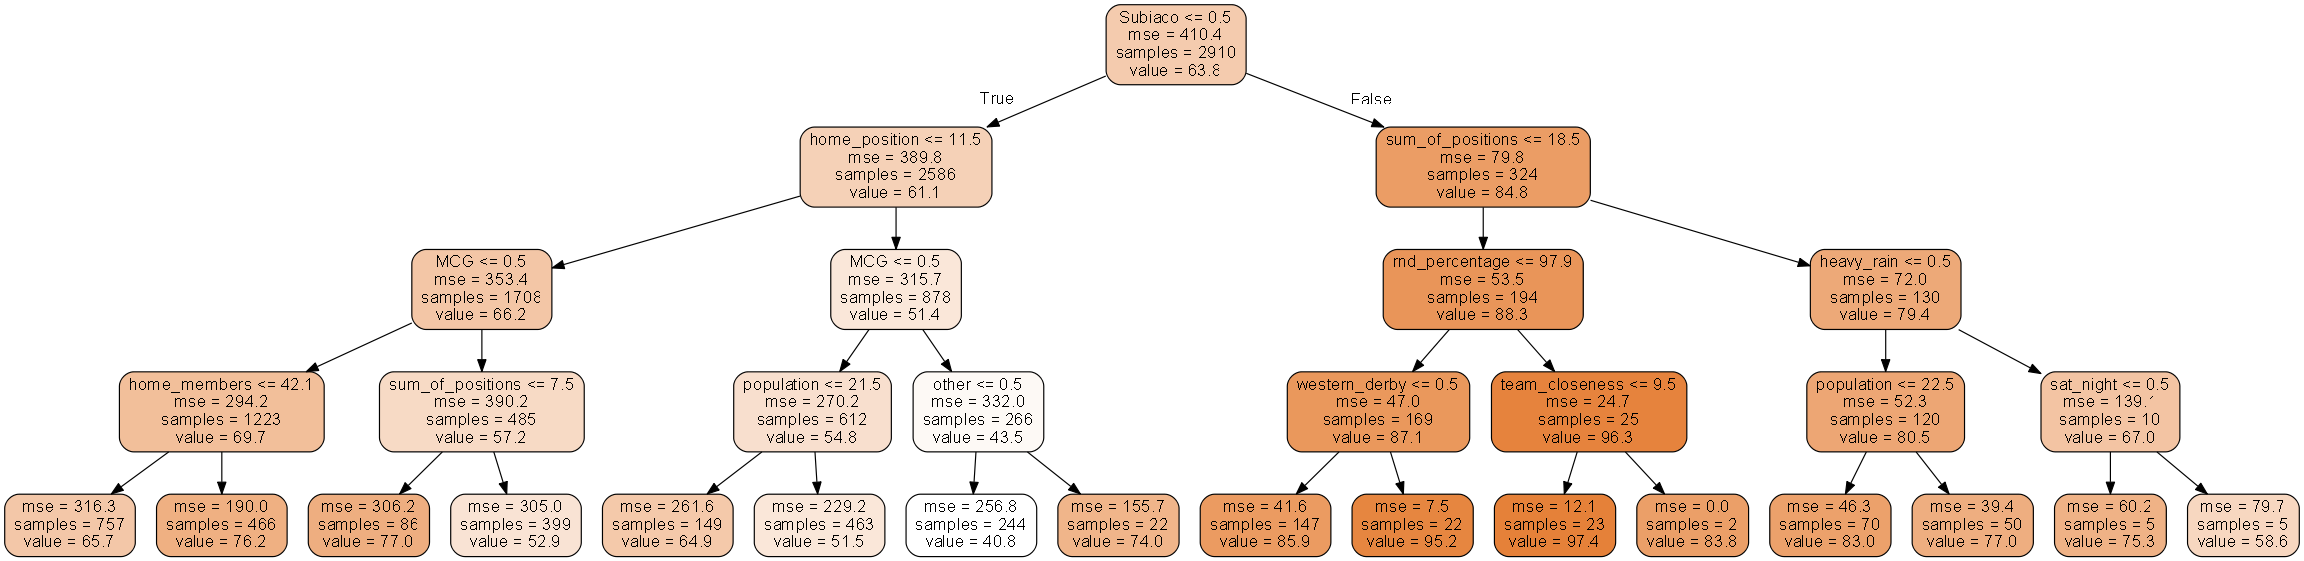 Subiaco <= 0.5
mse = 410.4
samples = 2910
value = 63.8
True
False
home_position <= 11.5
mse = 389.8
samples = 2586
value = 61.1
sum_of_positions <= 18.5
mse = 79.8
samples = 324
value = 84.8
MCG <= 0.5
mse = 353.4
samples = 1708
value = 66.2
MCG <= 0.5
mse = 315.7
samples = 878
value = 51.4
rnd_percentage <= 97.9
mse = 53.5
samples = 194
value = 88.3
heavy_rain <= 0.5
mse = 72.0
samples = 130
value = 79.4
home_members <= 42.1
mse = 294.2
samples = 1223
value = 69.7
sum_of_positions <= 7.5
mse = 390.2
samples = 485
value = 57.2
population <= 21.5
mse = 270.2
samples = 612
value = 54.8
other <= 0.5
mse = 332.0
samples = 266
value = 43.5
western_derby <= 0.5
mse = 47.0
samples = 169
value = 87.1
team_closeness <= 9.5
mse = 24.7
samples = 25
value = 96.3
population <= 22.5
mse = 52.3
samples = 120
value = 80.5
sat_night <= 0.5
mse = 139.1
samples = 10
value = 67.0
mse = 316.3
samples = 757
value = 65.7
mse = 190.0
samples = 466
value = 76.2
mse = 306.2
samples = 86
value = 77.0
mse = 305.0
samples = 399
value = 52.9
mse = 261.6
samples = 149
value = 64.9
mse = 229.2
samples = 463
value = 51.5
mse = 256.8
samples = 244
value = 40.8
mse = 155.7
samples = 22
value = 74.0
mse = 41.6
samples = 147
value = 85.9
mse = 7.5
samples = 22
value = 95.2
mse = 12.1
samples = 23
value = 97.4
mse = 0.0
samples = 2
value = 83.8
mse = 46.3
samples = 70
value = 83.0
mse = 39.4
samples = 50
value = 77.0
mse = 60.2
samples = 5
value = 75.3
mse = 79.7
samples = 5
value = 58.6